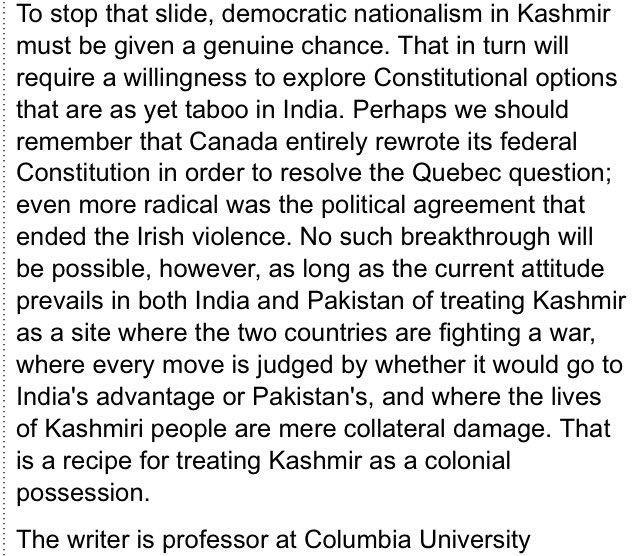 To stop that slide, democratic nationalism in Kashmir
must be given a genuine chance. That in turn will
require a willingness to explore Constitutional options
that are as yet taboo in India. Perhaps we should
remember that Canada entirely rewrote its federal
Constitution in order to resolve the Quebec question;
even more radical was the political agreement that
ended the Irish violence. No such breakthrough will
be possible, however, as long as the current attitude
prevails in both India and Pakistan of treating Kashmir
as a site where the two countries are fighting a war,
where every move is judged by whether it would go to
India's advantage or Pakistan's, and where the lives
of Kashmiri people are mere collateral damage. That
is a recipe for treating Kashmir as a colonial
possession.
The writer is professor at Columbia University